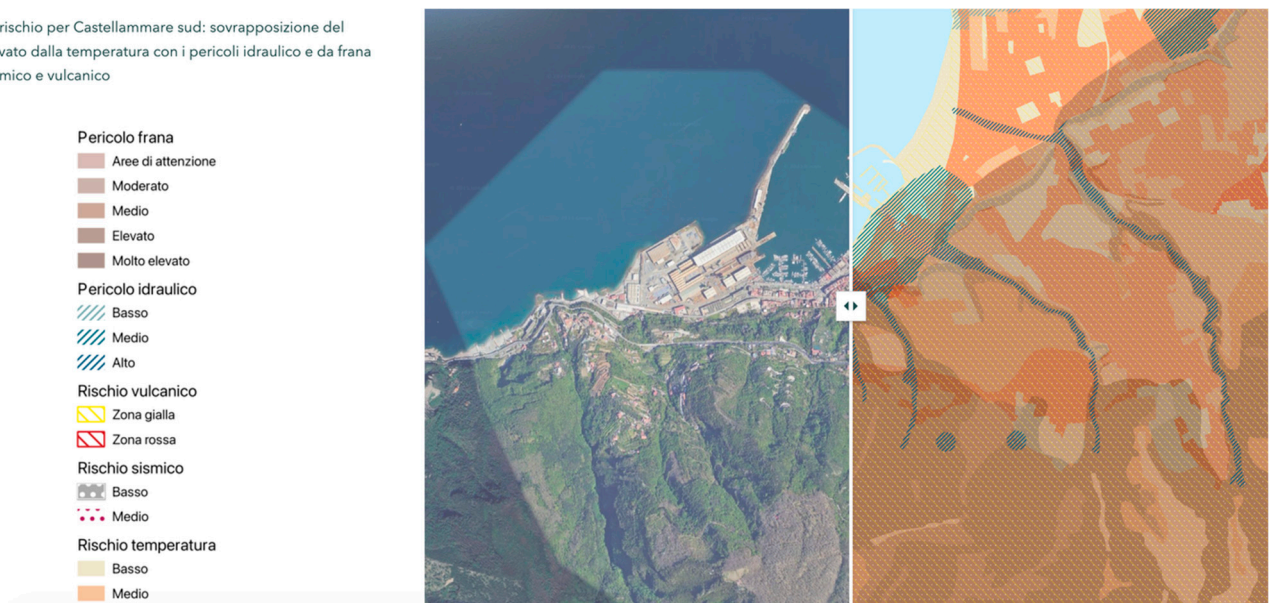 rischio per Castellammare sud: sovrapposizione del
dalla temperatura con i pericoli idraulico e da frana
e vulcanico
Pericolo frana
Aree di attenzione
Moderato
Medio
Elevato
Molto elevato
Pericolo idraulico
Basso
Medio
Alto
Rischio vulcanico
Zona gialla
Zona rossa
Rischio sismico
Basso
Medio
Rischio temperatura
Basso
Medio